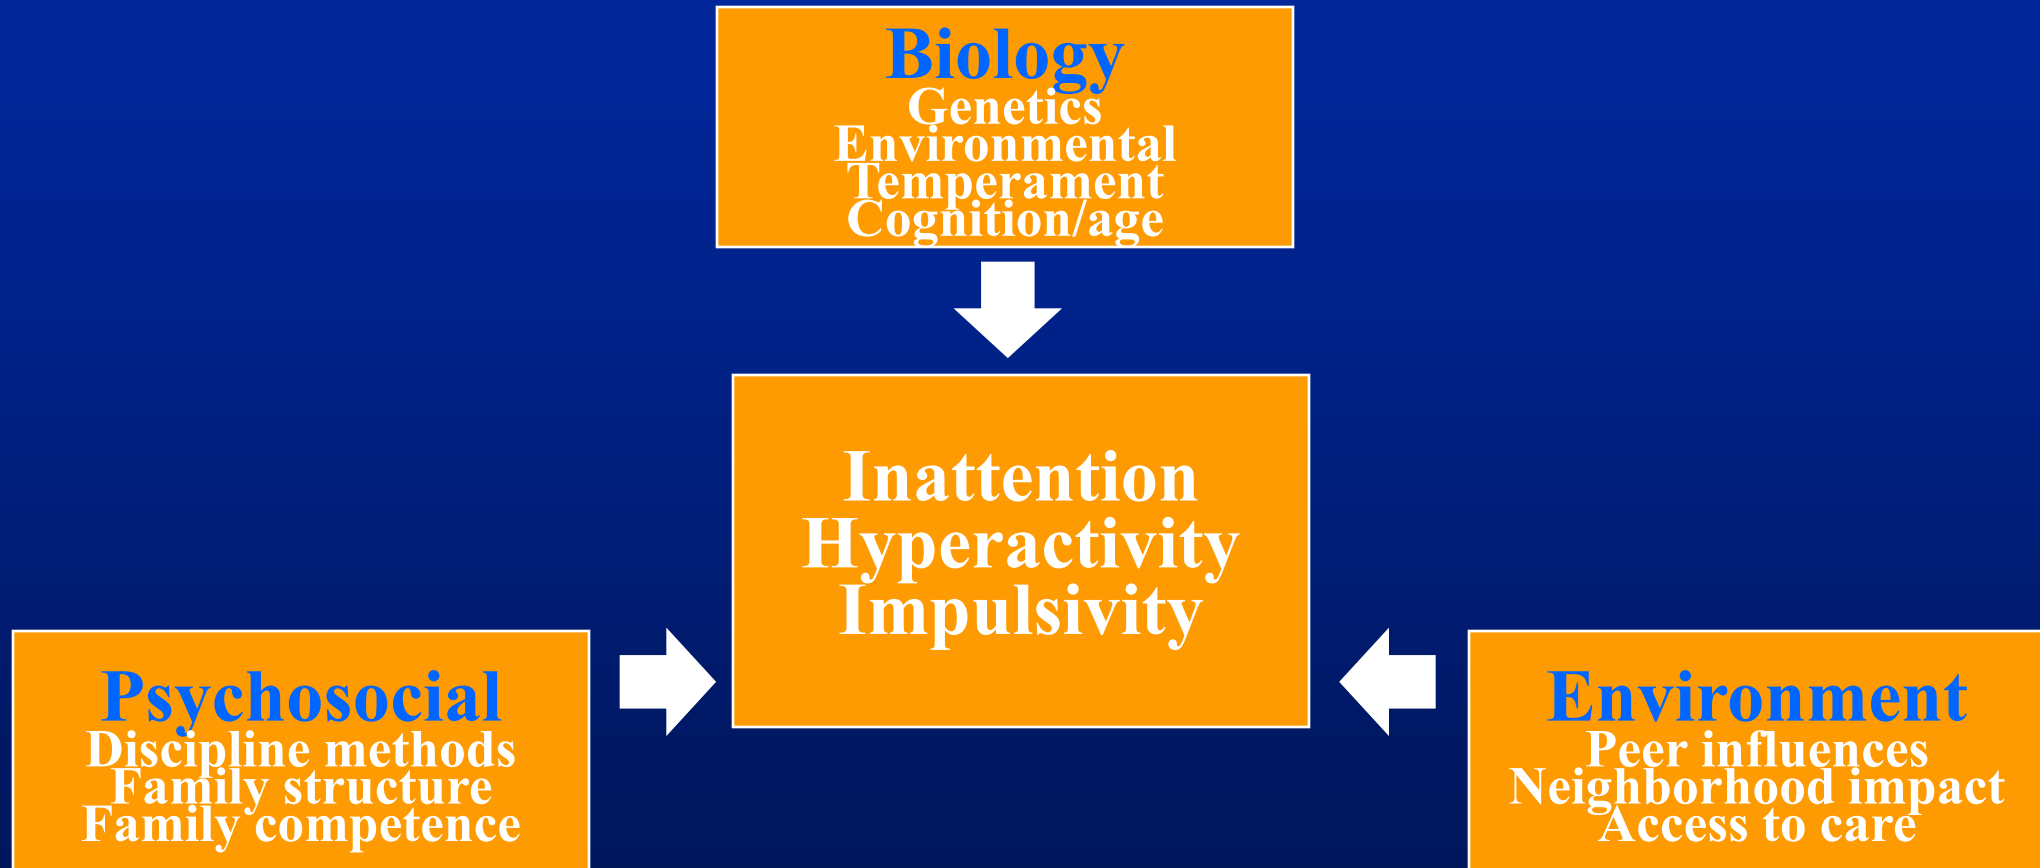 Biology
Genetics
Environmental
Temperament
Cognition/age
Inattention
Hyperactivity
Impulsivity
Psychosocial
Discipline methods
Family structure
Family competence
Environment
Peer influences
Neighborhood impact
Access to care